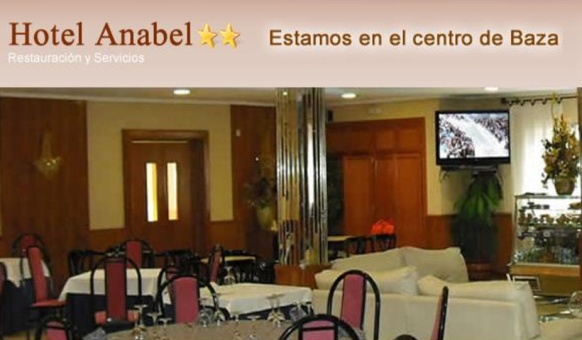 Hotel Anabel
Estamos en el centro de Baza
Restauración y Servicios